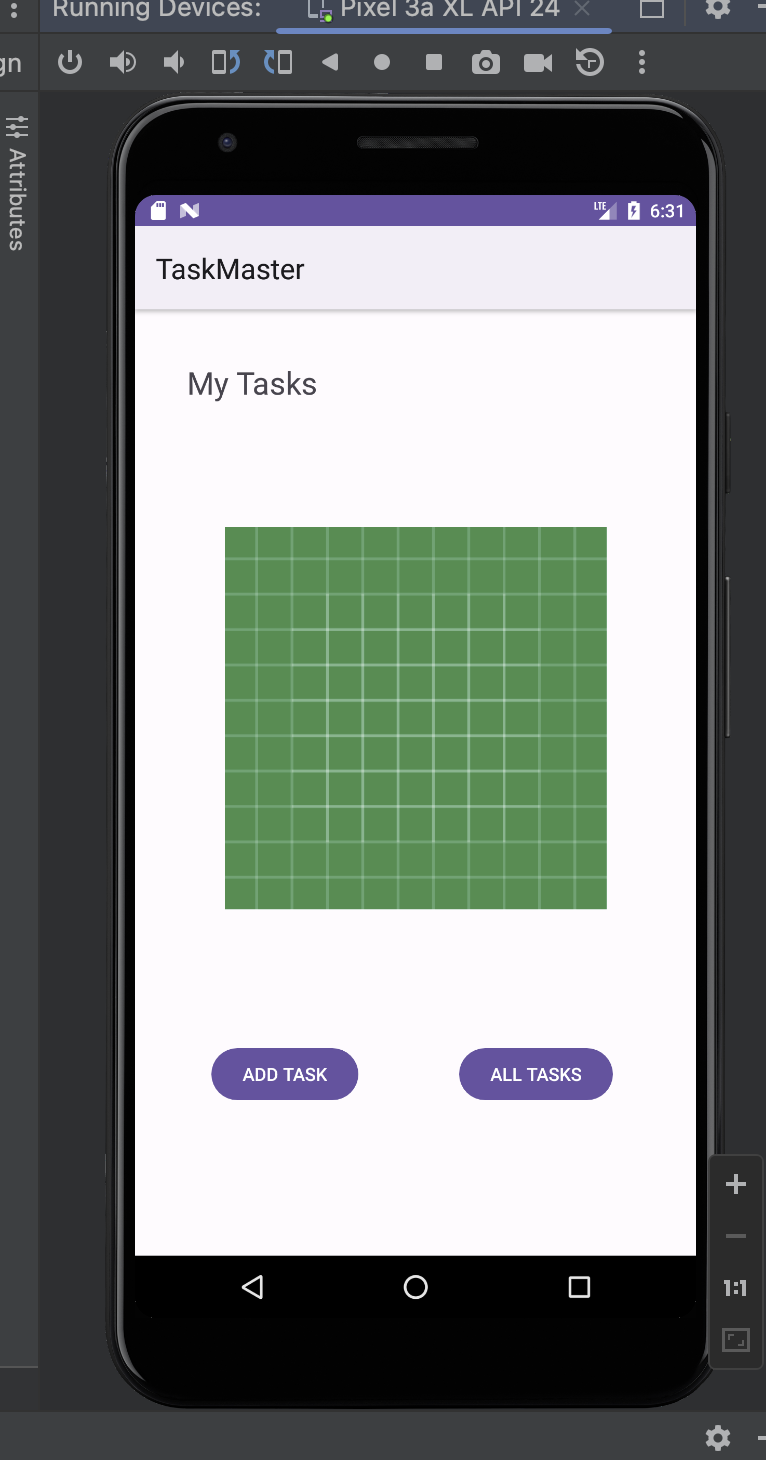 Running Devices:
Pixel 3a XL API 24
gn
Attributes
LTE
6:31
TaskMaster
My Tasks
ADD TASK
ALL TASKS
1:1